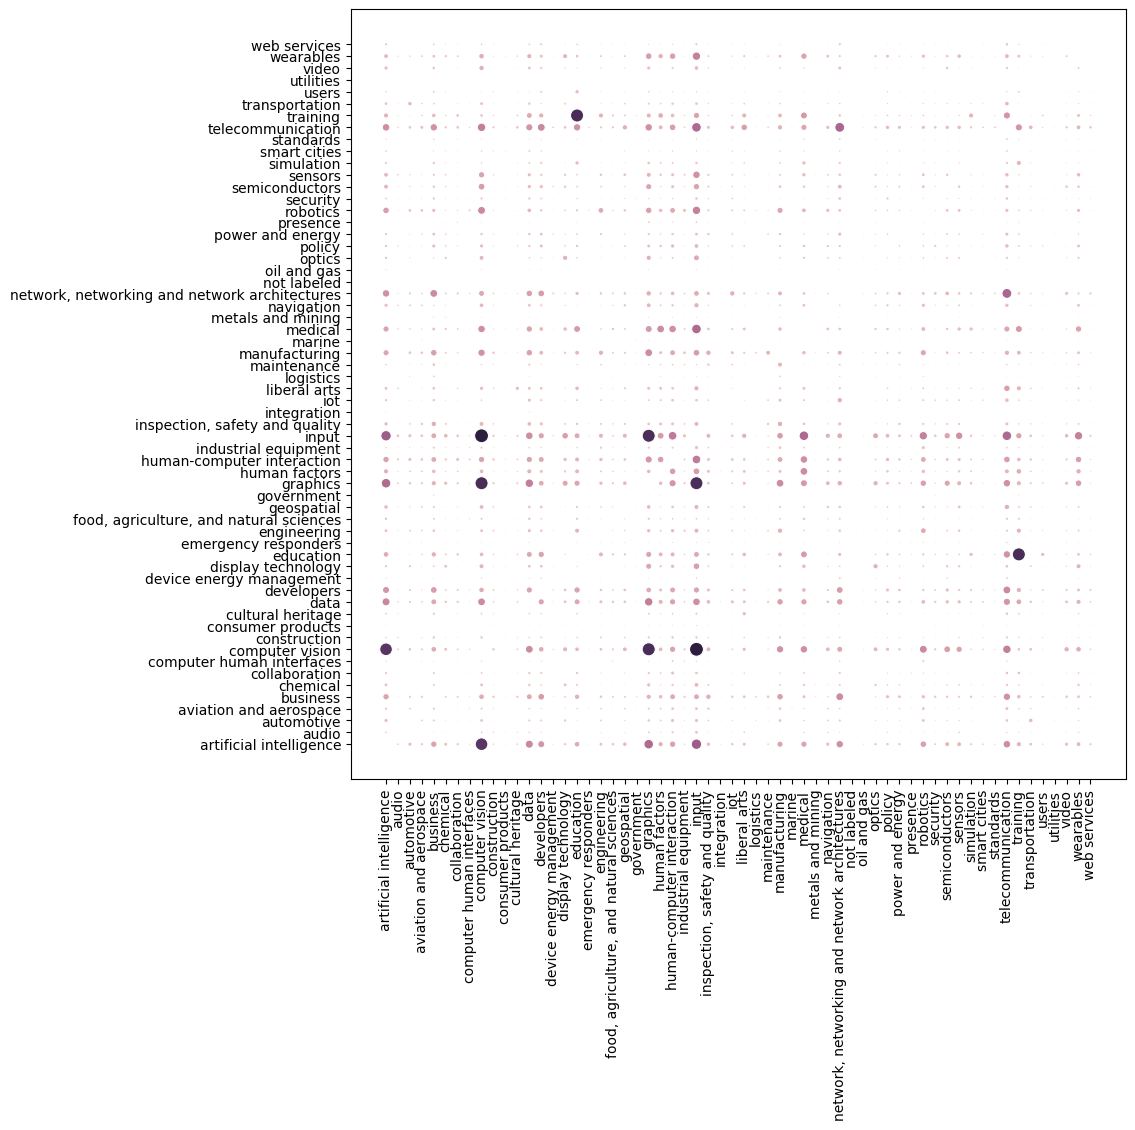 web services
wearables
video
utilities
users
transportation
training
telecommunication
standards
smart cities
simulation
sensors
semiconductors
security
robotics
presence
power and energy
policy
optics
oil and gas
not labeled
network, networking and network architectures
navigation
metals and mining
medical
marine
manufacturing
maintenance
logistics
liberal arts
iot
integration
inspection, safety and quality
input
industrial equipment
human-computer interaction
human factors
graphics
government
geospatial
food, agriculture, and natural sciences
engineering
emergency responders
education
display technology
device energy management
developers
data
cultural heritage
consumer products
construction
computer vision
computer human interfaces
collaboration
chemical
business
aviation and aerospace
automotive
audio
artificial intelligence
artificial intelligence
audio
automotive
aviation and aerospace
business
chemical
collaboration
computer human interfaces
computer vision
construction
consumer products
cultural heritage
data
developers
device energy management
display technology
education
emergency responders
engineering
food, agriculture, and natural sciences
geospatial
government
graphics
human factors
human-computer interaction
industrial equipment
input
inspection, safety and quality
integration
iot
liberal arts
logistics
maintenance
manufacturing
marine
medical
metals and mining
navigation
network, networking and network architectures
not labeled
oil and gas
optics
policy
power and energy
presence
robotics
security
semiconductors
sensors
simulation
smart cities
standards
telecommunication
training
transportation
users
utilities
video
wearables
web services